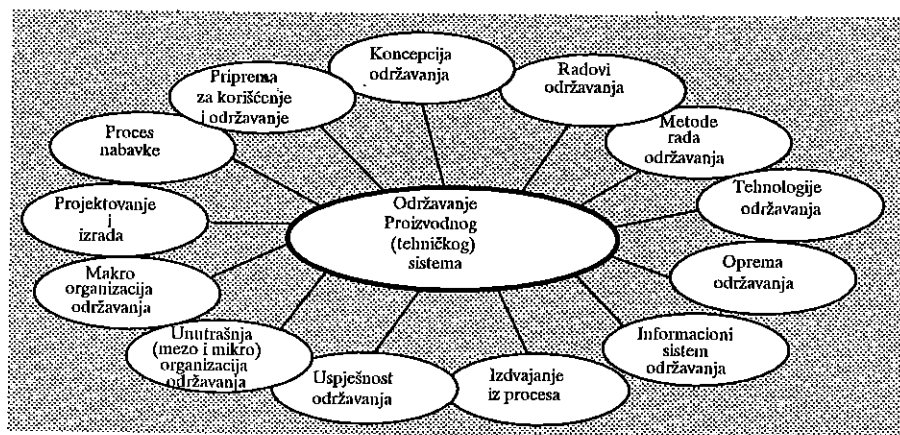 Koncepcija
održavanja
Radovi
održavanja
Priprema
za korišćenje
i održavanje
Metode
rada
održavanja
Proces
nabavke
Tehnologije
održavanja
Održavanje
Proizvodnog
(tehničkog)
sistema
Projektovanje
i
izrada
Oprema
održavanja
Makro
organizacija
održavanja
Unutrašnja
(mezo i mikro)
organizacija
održavanja
Informacioni
sistem
održavanja
Uspješnost
održavanja
Izdvajanje
iz procesa